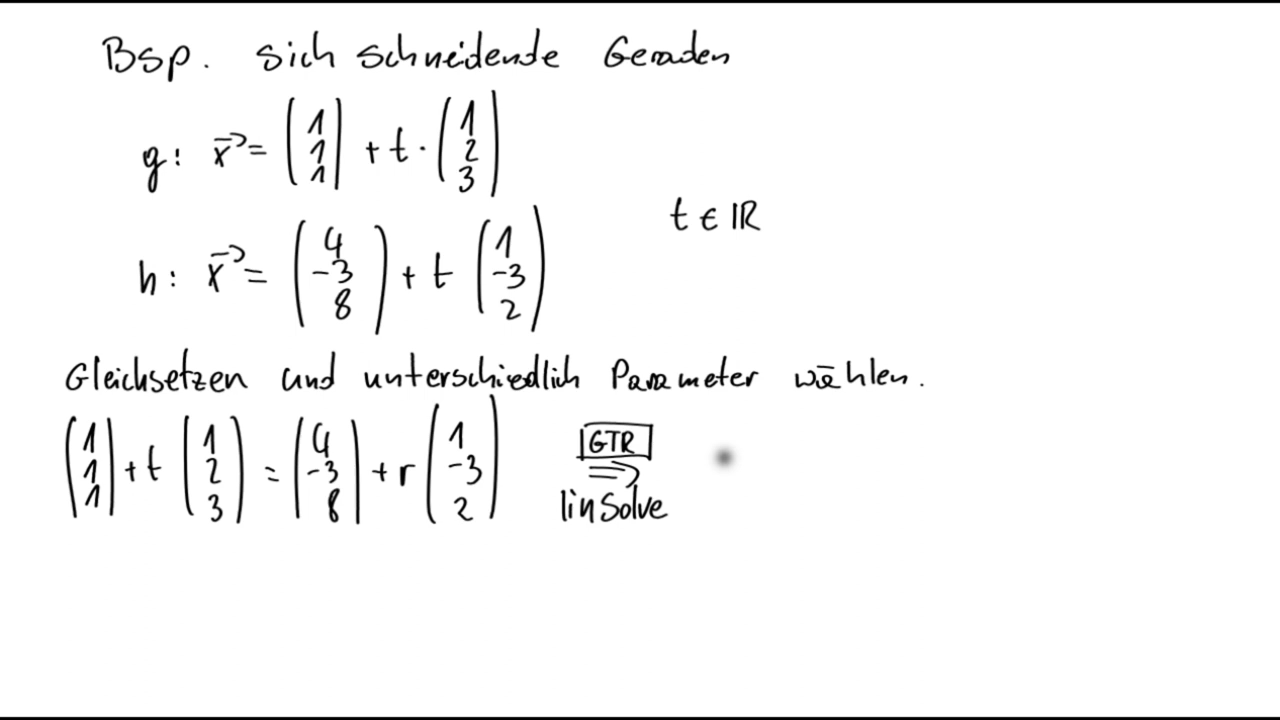 Bsp. sich schneidende Geraden
g: x⃗ = (1 1 1) + t · (1 2 3)
t ∈ ℝ
h: x⃗ = (4 -3 8) + t (1 -3 2)
Gleichsetzen und unterschiedlich Parameter wählen.
(1 1 1) + t (1 2 3) = (4 -3 8) + r (1 -3 2) GTR ⇒ linSolve